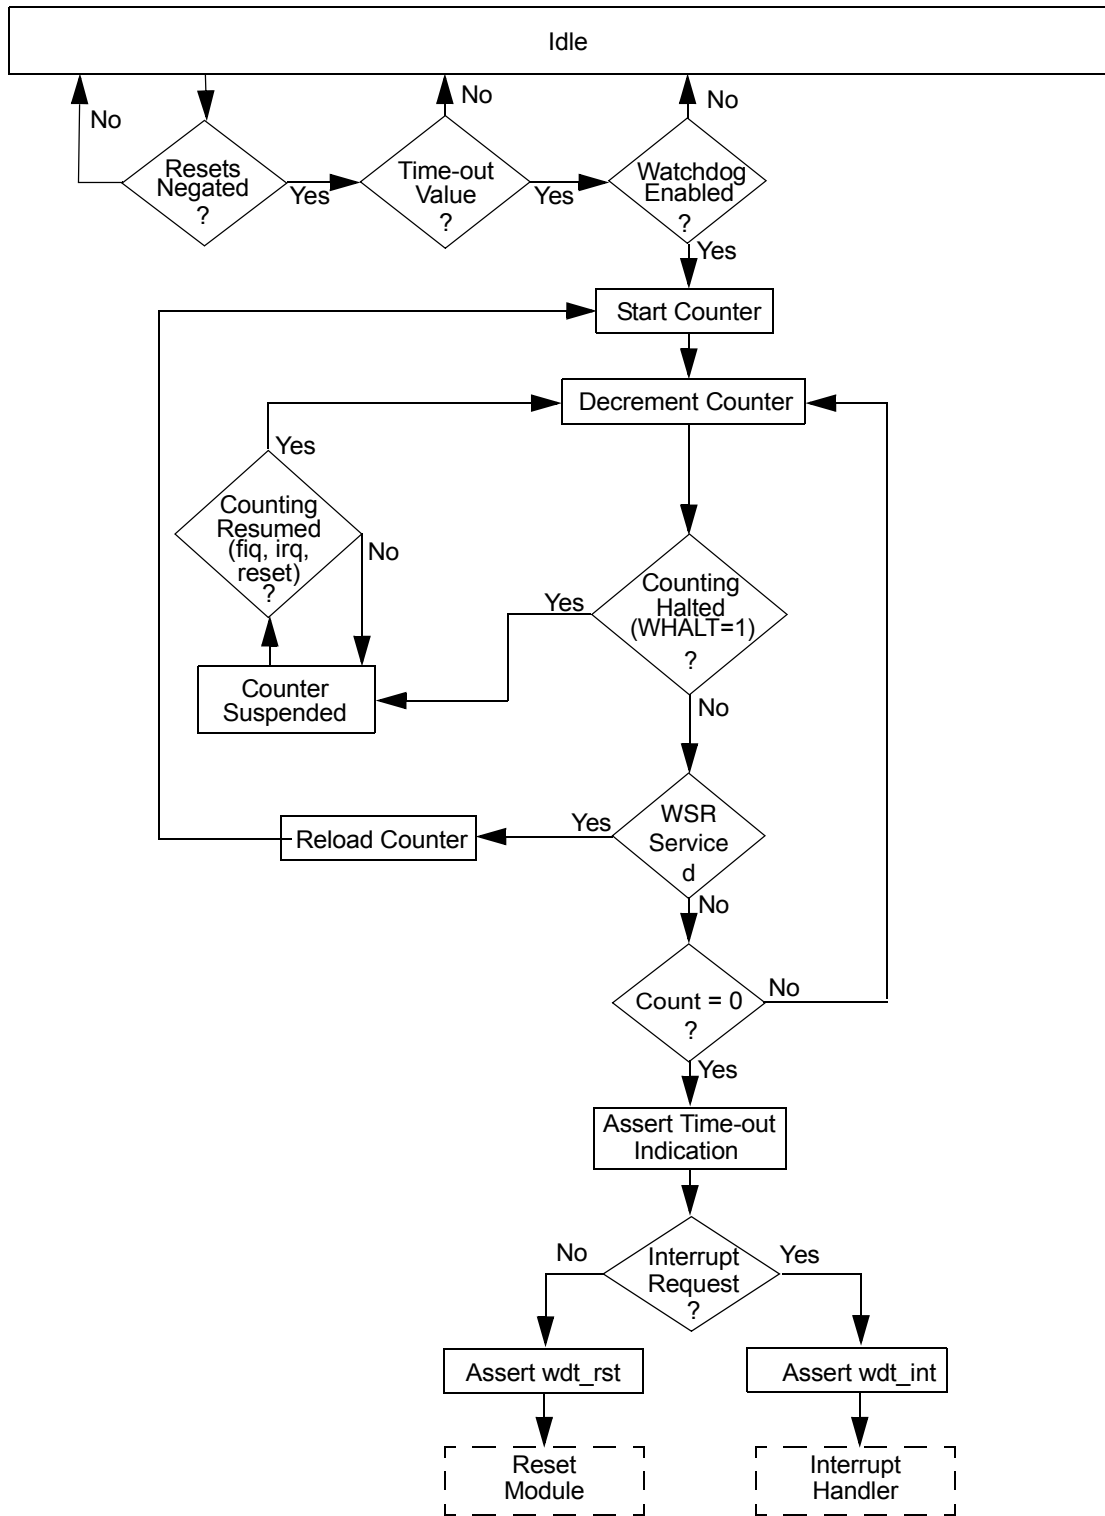 Idle
No
No
No
Resets
Negated
?
Yes
Time-out
Value
?
Yes
Watchdog
Enabled
?
Yes
Start Counter
Decrement Counter
Yes
Counting
Resumed
(fiq, irq,
reset)
?
No
Counting
Halted
(WHALT=1)
?
Yes
Counter
Suspended
No
WSR
Service
d
Yes
Reload Counter
No
Count = 0
?
No
Yes
Assert Time-out
Indication
Interrupt
Request
?
No
Yes
Assert wdt_rst
Assert wdt_int
Reset
Module
Interrupt
Handler